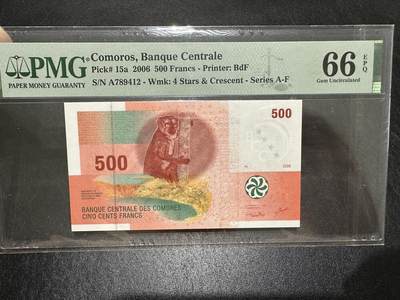 PMG
PAPER MONEY GUARANTY
Comoros, Banque Centrale
Pick# 15a 2006 500 Francs - Printer: BdF
S/N A789412 - Wmk: 4 Stars & Crescent - Series A-F
66 EPQ
Gem Uncirculated
500
500
2006
BANQUE CENTRALE DES COMORES
CINQ CENTS FRANCS